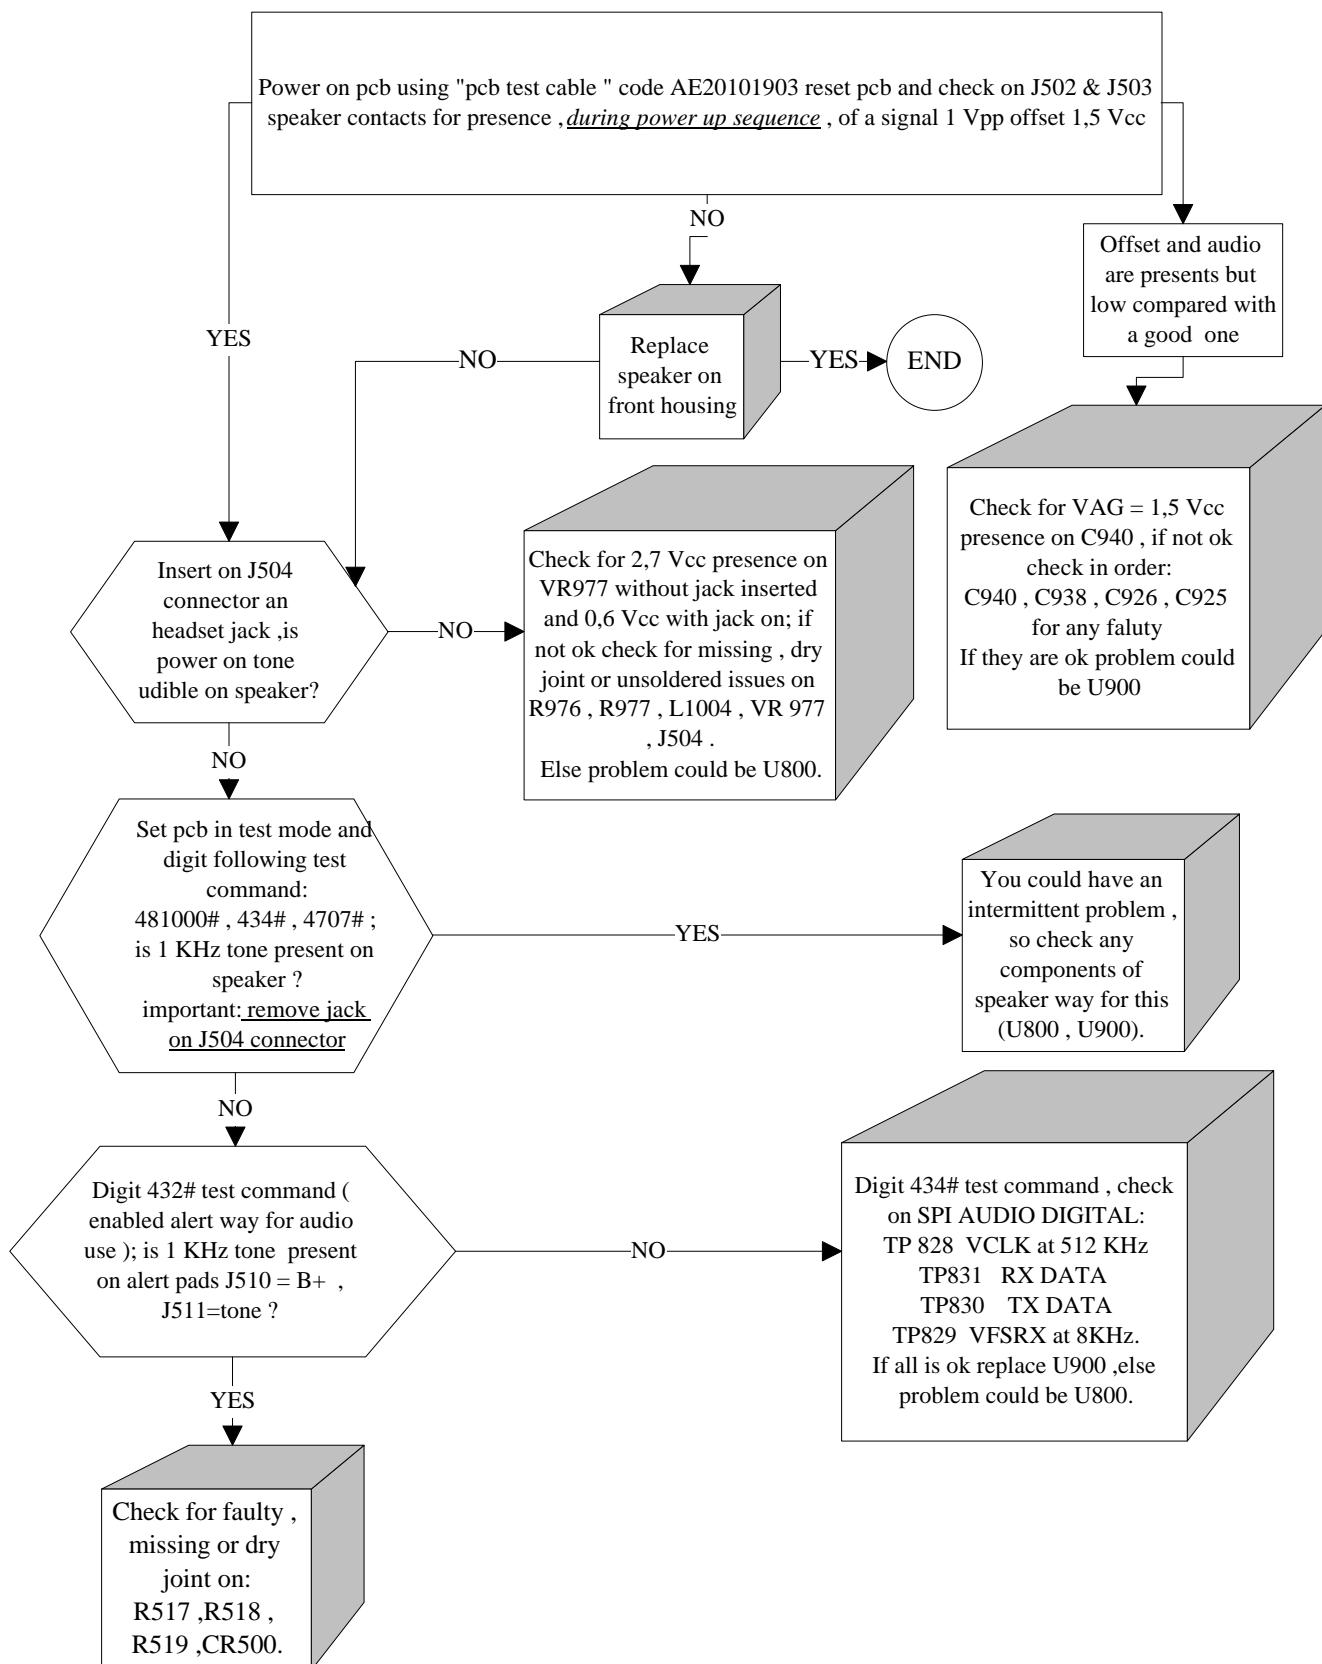 Power on pcb using "pcb test cable " code AE20101903 reset pcb and check on J502 & J503
speaker contacts for presence ,during power up sequence , of a signal 1 Vpp offset 1,5 Vcc
NO
Offset and audio
are presents but
low compared with
a good one
YES
Replace
speaker on
front housing
NO
YES
END
Check for VAG = 1,5 Vcc
presence on C940 , if not ok
check in order:
C940 , C938 , C926 , C925
for any faluty
If they are ok problem could
be U900
Insert on J504
connector an
headset jack ,is
power on tone
udible on speaker?
NO
Check for 2,7 Vcc presence on
VR977 without jack inserted
and 0,6 Vcc with jack on; if
not ok check for missing , dry
joint or unsoldered issues on
R976 , R977 , L1004 , VR 977
, J504 .
Else problem could be U800.
NO
Set pcb in test mode and
digit following test
command:
481000# , 434# , 4707# ;
is 1 KHz tone present on
speaker ?
important: remove jack
on J504 connector
YES
You could have an
intermittent problem ,
so check any
components of
speaker way for this
(U800 , U900).
NO
Digit 432# test command (
enabled alert way for audio
use ); is 1 KHz tone present
on alert pads J510 = B+ ,
J511=tone ?
NO
Digit 434# test command , check
on SPI AUDIO DIGITAL:
TP 828 VCLK at 512 KHz
TP831 RX DATA
TP830 TX DATA
TP829 VFSRX at 8KHz.
If all is ok replace U900 ,else
problem could be U800.
YES
Check for faulty ,
missing or dry
joint on:
R517 ,R518 ,
R519 ,CR500.